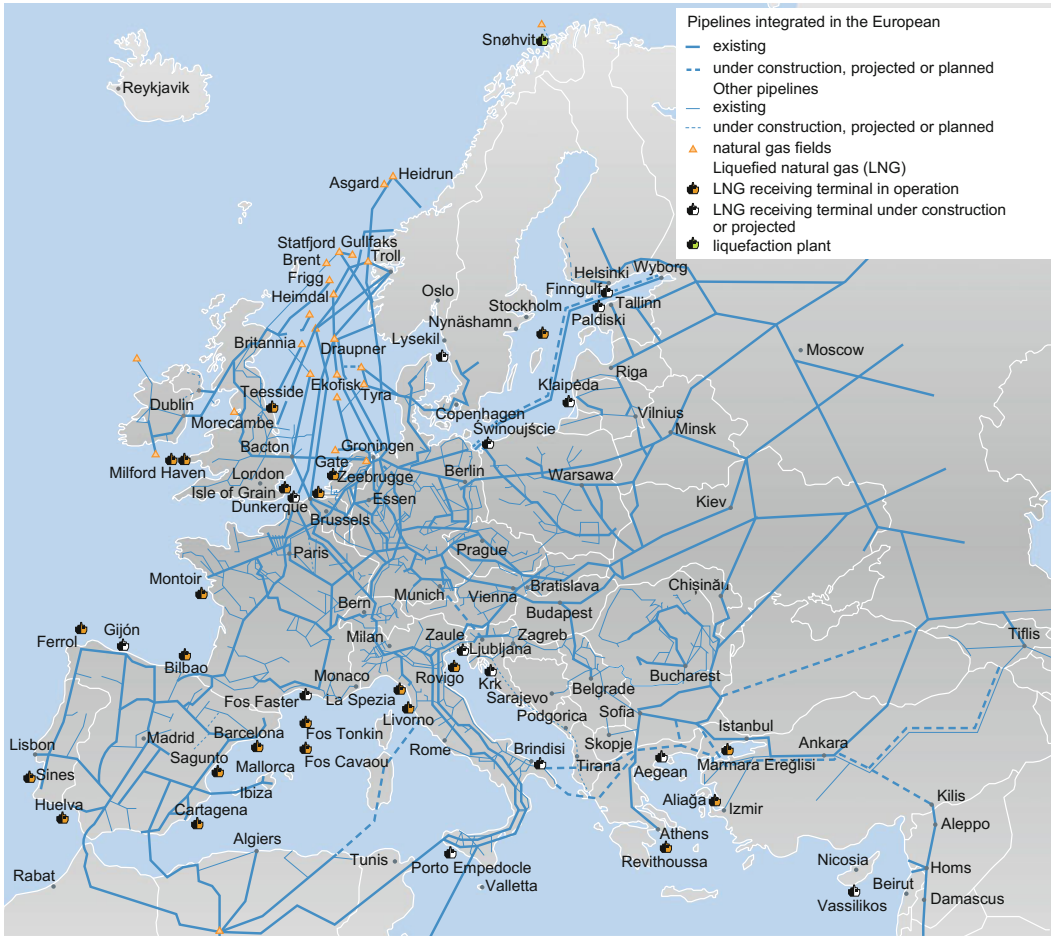 Pipelines integrated in the European
existing
under construction, projected or planned
Other pipelines
existing
under construction, projected or planned
natural gas fields
Liquefied natural gas (LNG)
LNG receiving terminal in operation
LNG receiving terminal under construction
or projected
liquefaction plant
Snøhvit
Reykjavik
Heidrun
Asgard
Statfjord
Gullfaks
Brent
Troll
Frigg
Heimdal
Helsinki
Wyborg
Finngulf
Oslo
Stockholm
Tallinn
Nynäshamn
Paldiski
Lysekil
Britannia
Draupner
Moscow
Riga
Ekofisk
Tyra
Klaipėda
Teesside
Dublin
Copenhagen
Vilnius
Morecambe
Świnoujście
Minsk
Bacton
Groningen
Milford Haven
Gate
Berlin
Warsawa
London
Zeebrugge
Isle of Grain
Essen
Dunkerque
Kiev
Brussels
Paris
Prague
Montoir
Munich
Vienna
Bratislava
Chișinău
Bern
Budapest
Ferrol
Gijón
Milan
Zaule
Zagreb
Tiflis
Ljubljana
Bilbao
Rovigo
Bucharest
Monaco
Krk
Fos Faster
La Spezia
Sarajevo
Belgrade
Livorno
Podgorica
Sofia
Istanbul
Madrid
Barcelona
Fos Tonkin
Lisbon
Rome
Skopje
Ankara
Sagunto
Mallorca
Fos Cavaou
Brindisi
Tirana
Aegean
Marmara Ereğlisi
Sines
Ibiza
Huelva
Cartagena
Aliağa
Izmir
Kilis
Aleppo
Algiers
Athens
Tunis
Revithoussa
Porto Empedocle
Nicosia
Homs
Rabat
Valletta
Beirut
Vassilikos
Damascus